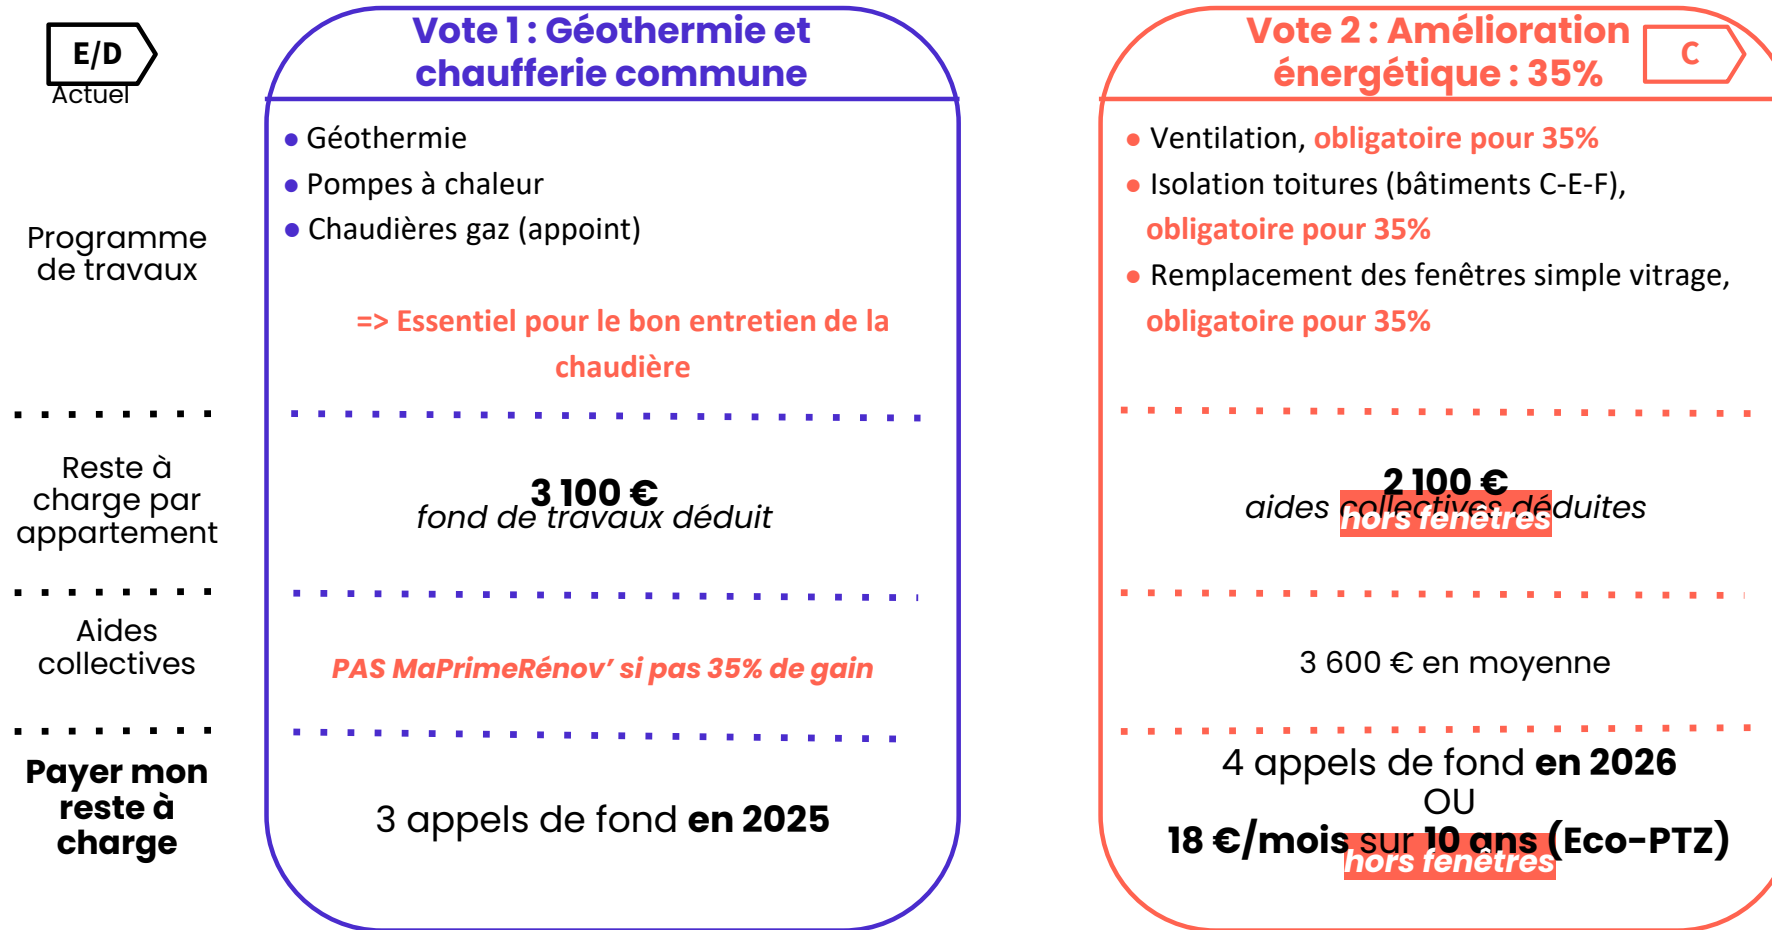 E/D
Actuel
Vote 1 : Géothermie et
chaufferie commune
Vote 2 : Amélioration
énergétique : 35%
C
Programme
de travaux
● Géothermie
● Pompes à chaleur
● Chaudières gaz (appoint)
=> Essentiel pour le bon entretien de la
chaudière
● Ventilation, obligatoire pour 35%
● Isolation toitures (bâtiments C-E-F),
obligatoire pour 35%
● Remplacement des fenêtres simple vitrage,
obligatoire pour 35%
Reste à
charge par
appartement
3 100 €
fond de travaux déduit
2 100 €
aides collectives déduites
hors fenêtres
Aides
collectives
PAS MaPrimeRénov’ si pas 35% de gain
3 600 € en moyenne
Payer mon
reste à
charge
3 appels de fond en 2025
4 appels de fond en 2026
OU
18 €/mois sur 10 ans (Eco-PTZ)
hors fenêtres